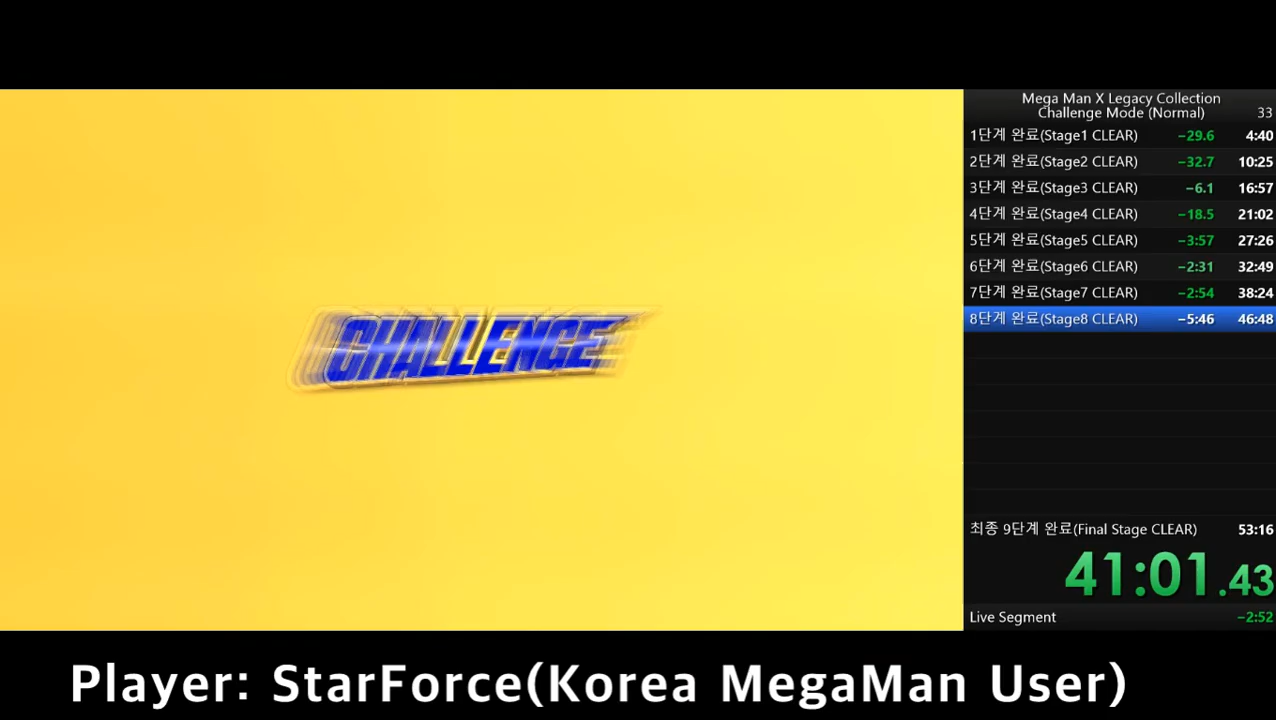 CHALLENGE
Mega Man X Legacy Collection
Challenge Mode (Normal) 33
1단계 완료(Stage1 CLEAR) −29.6 4:40
2단계 완료(Stage2 CLEAR) −32.7 10:25
3단계 완료(Stage3 CLEAR) −6.1 16:57
4단계 완료(Stage4 CLEAR) −18.5 21:02
5단계 완료(Stage5 CLEAR) −3:57 27:26
6단계 완료(Stage6 CLEAR) −2:31 32:49
7단계 완료(Stage7 CLEAR) −2:54 38:24
8단계 완료(Stage8 CLEAR) −5:46 46:48
최종 9단계 완료(Final Stage CLEAR) 53:16
41:01.43
Live Segment −2:52
Player: StarForce(Korea MegaMan User)